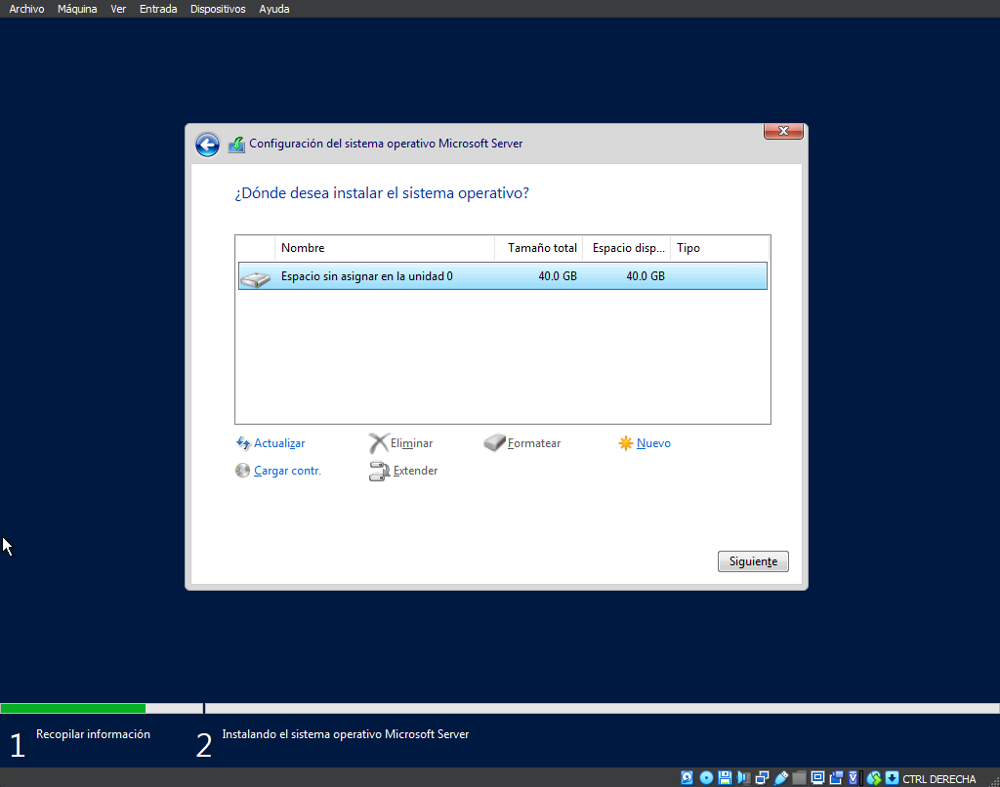 Archivo Máquina Ver Entrada Dispositivos Ayuda
Configuración del sistema operativo Microsoft Server
¿Dónde desea instalar el sistema operativo?
Nombre Tamaño total Espacio disp... Tipo
Espacio sin asignar en la unidad 0 40.0 GB 40.0 GB
Actualizar Eliminar Formatear Nuevo
Cargar contr. Extender
Siguiente
1 Recopilar información 2 Instalando el sistema operativo Microsoft Server
CTRL DERECHA